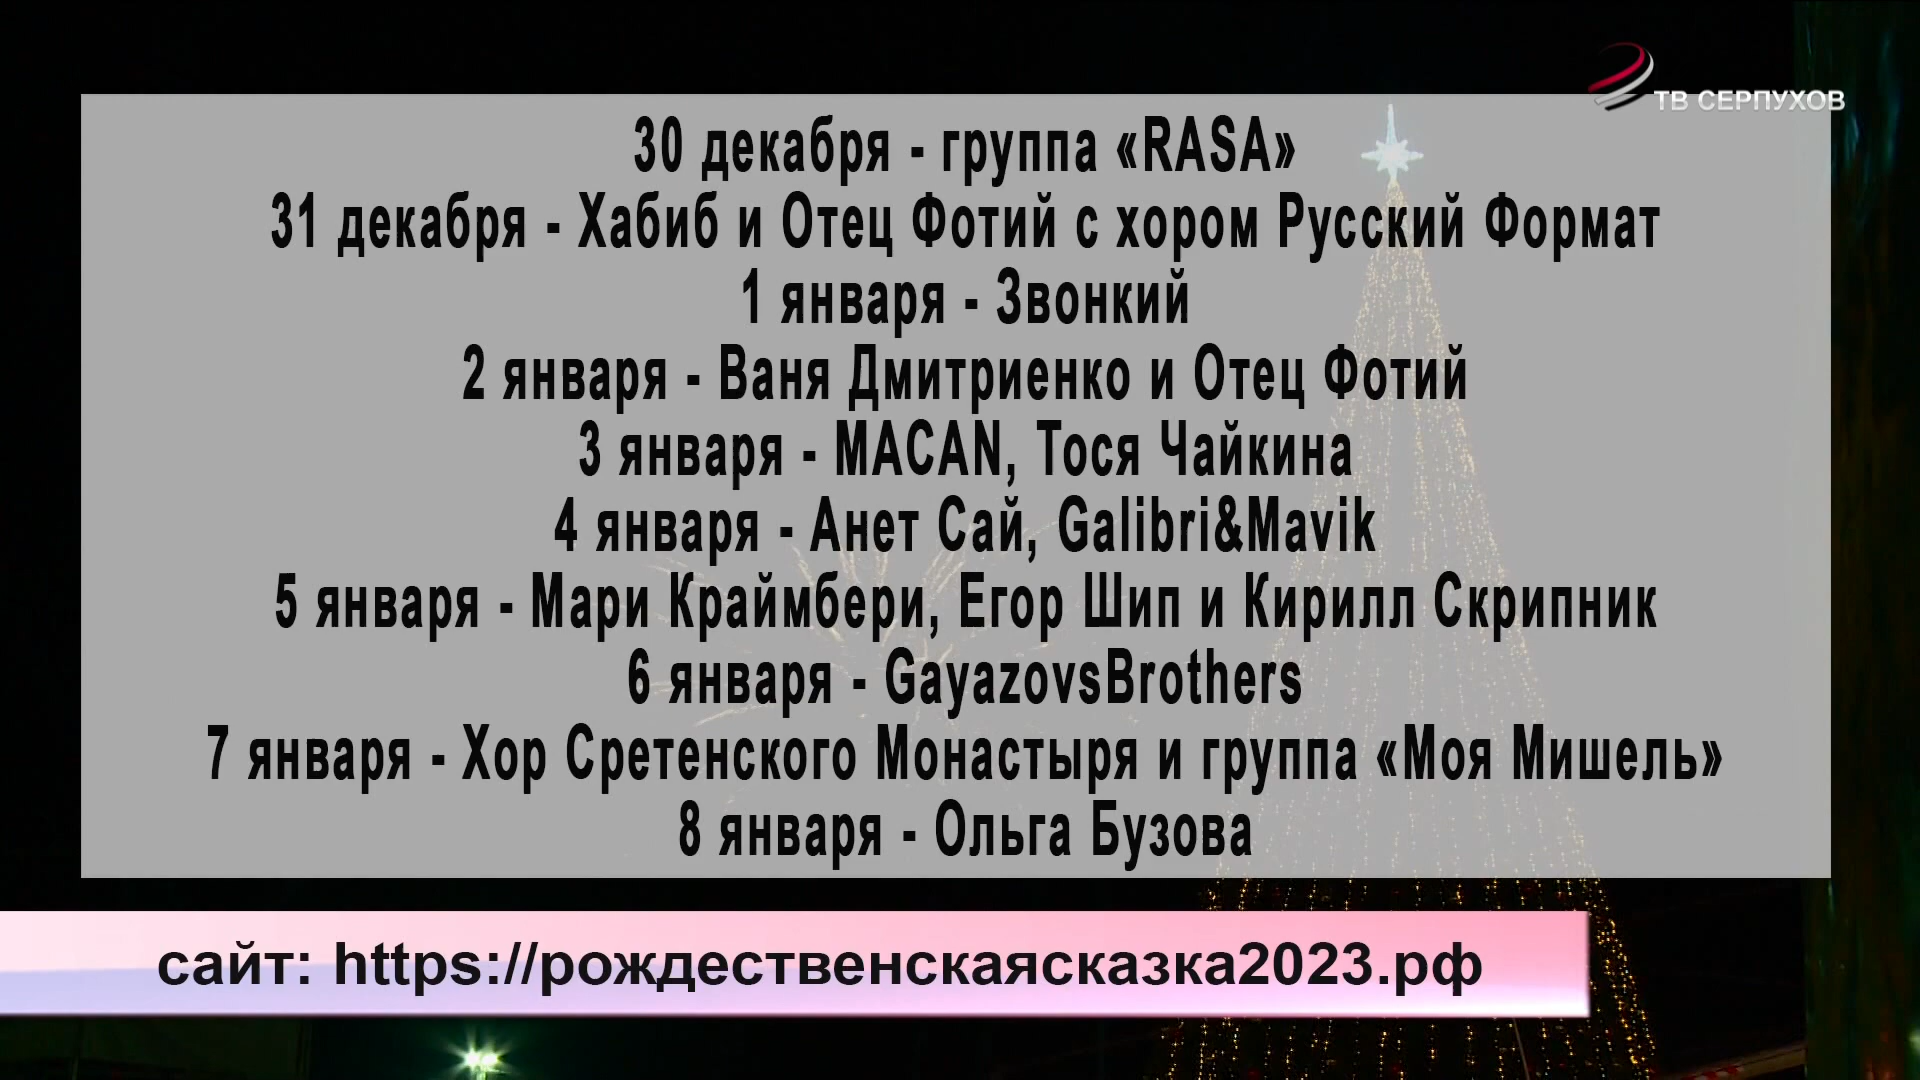 ТВ СЕРПУХОВ
30 декабря - группа «RASA»
31 декабря - Хабиб и Отец Фотий с хором Русский Формат
1 января - Звонкий
2 января - Ваня Дмитриенко и Отец Фотий
3 января - MACAN, Тося Чайкина
4 января - Анет Сай, Galibri&Mavik
5 января - Мари Краймбери, Егор Шип и Кирилл Скрипник
6 января - GayazovsBrothers
7 января - Хор Сретенского Монастыря и группа «Моя Мишель»
8 января - Ольга Бузова
сайт: https://рождественскаясказка2023.рф